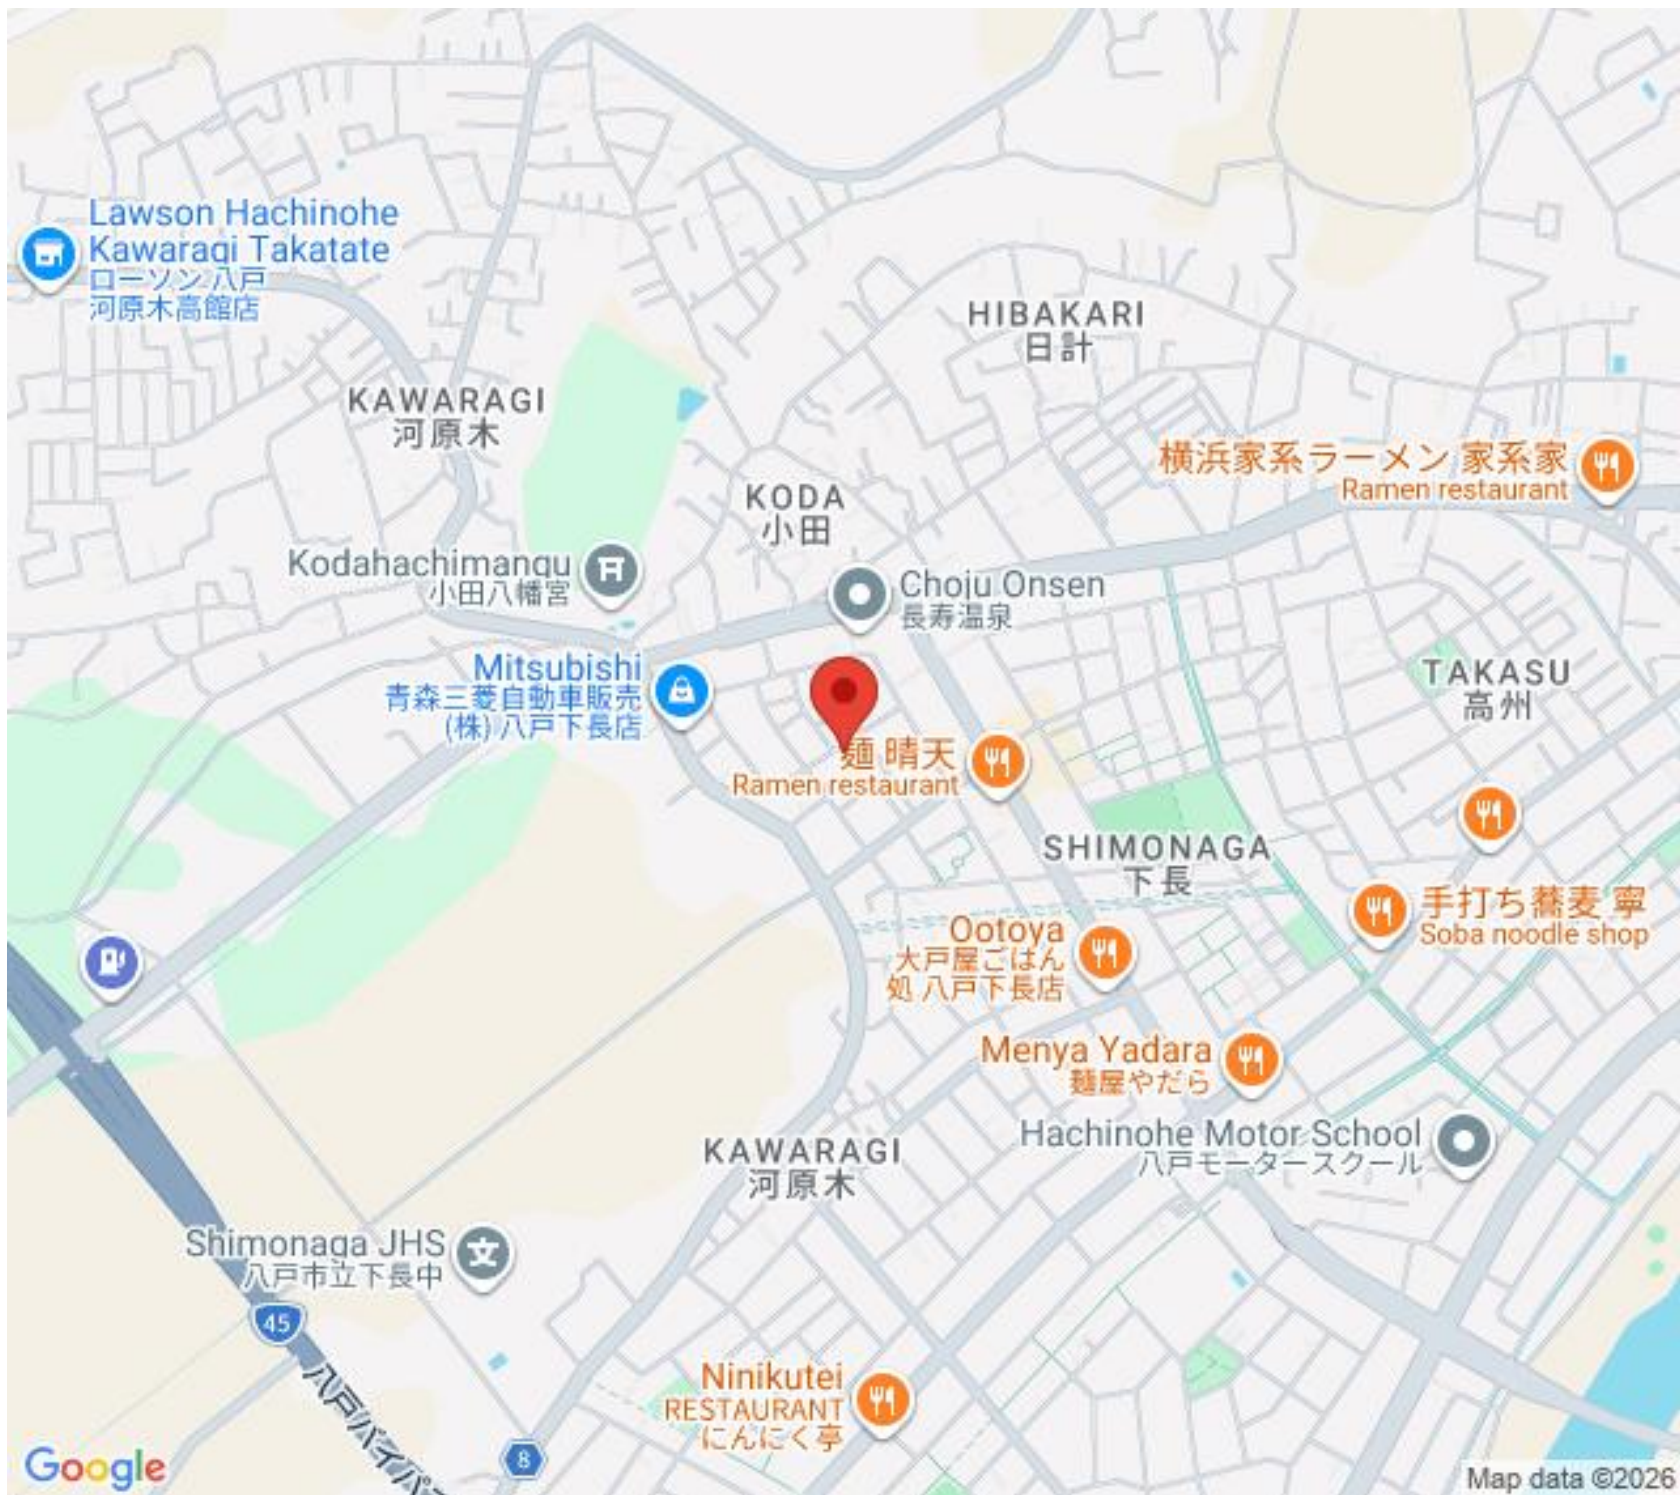 Lawson Hachinohe
Kawaragi Takatate
ローソン 八戸
河原木高館店
HIBAKARI
日計
KAWARAGI
河原木
横浜家系ラーメン 家系家
Ramen restaurant
KODA
小田
Kodahachimangu
小田八幡宮
Choju Onsen
長寿温泉
Mitsubishi
青森三菱自動車販売
(株) 八戸下長店
TAKASU
高州
麺 晴天
Ramen restaurant
SHIMONAGA
下長
手打ち蕎麦 寧
Soba noodle shop
Ootoya
大戸屋ごはん
処 八戸下長店
Menya Yadara
麺屋やだら
Hachinohe Motor School
八戸モータースクール
KAWARAGI
河原木
Shimonaga JHS
八戸市立下長中
45
八戸バイパス
Ninikutei
RESTAURANT
にんにく亭
8
Google
Map data ©2026